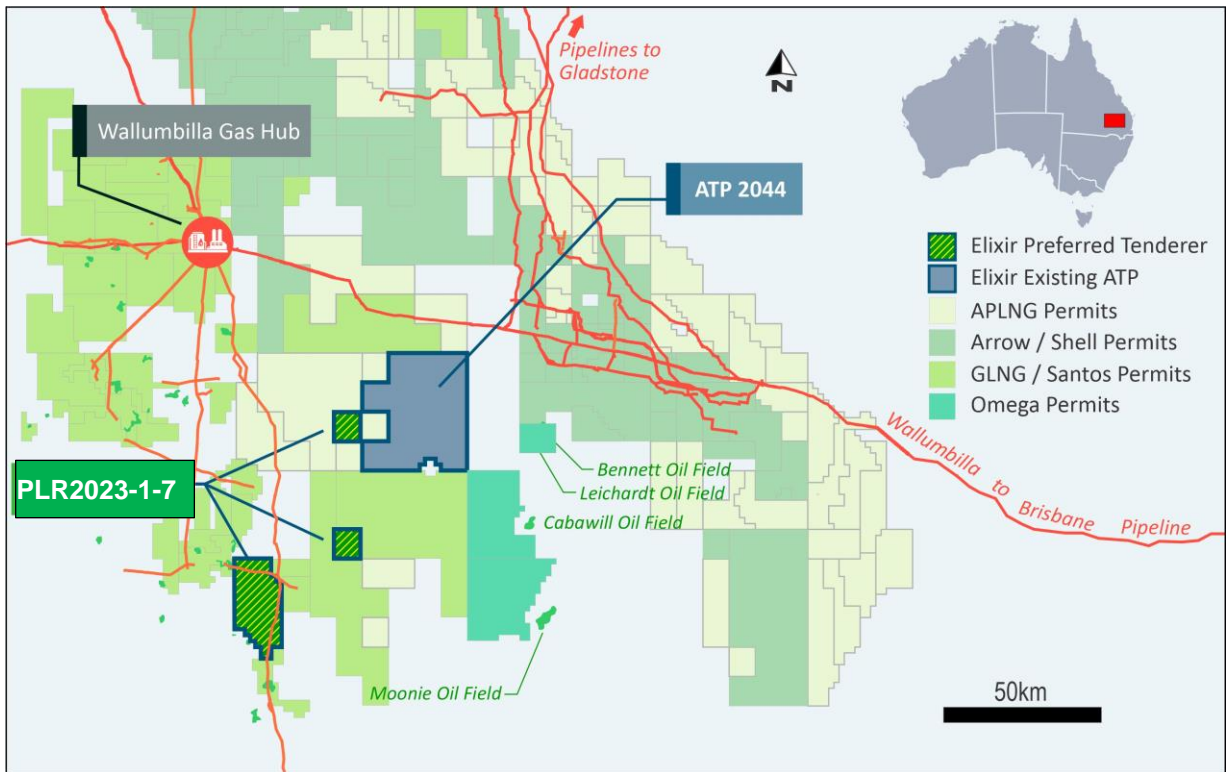 Pipelines to
Gladstone
N
Wallumbilla Gas Hub
ATP 2044
Elixir Preferred Tenderer
Elixir Existing ATP
APLNG Permits
Arrow / Shell Permits
GLNG / Santos Permits
Omega Permits
Bennett Oil Field
Leichardt Oil Field
PLR2023-1-7
Cabawill Oil Field
Wallumbilla to Brisbane Pipeline
Moonie Oil Field
50km